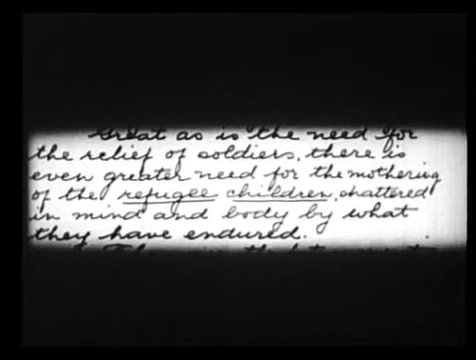 Great as is the need for
the relief of soldiers, there is
even greater need for the mothering
of the refugee children, shattered
in mind and body by what
they have endured.